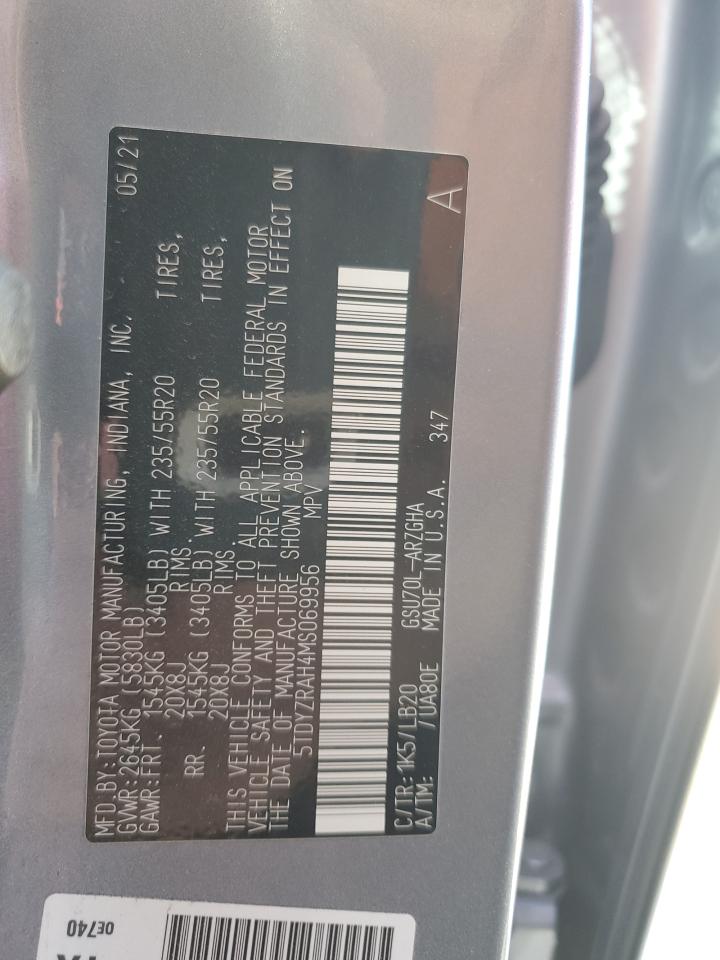 MFD.BY:TOYOTA MOTOR MANUFACTURING, INDIANA, INC. 05/21
GVWR:2645KG (5830LB)
GAWR:FRT. 1545KG (3405LB) WITH 235/55R20 TIRES,
20X8J RIMS.
RR. 1545KG (3405LB) WITH 235/55R20 TIRES,
20X8J RIMS.
THIS VEHICLE CONFORMS TO ALL APPLICABLE FEDERAL MOTOR
VEHICLE SAFETY AND THEFT PREVENTION STANDARDS IN EFFECT ON
THE DATE OF MANUFACTURE SHOWN ABOVE.
5TDYZRAH4MS069956 MPV
C/TR:1K5/LB20 GSU70L-ARZGHA
A/TM: /UA80E MADE IN U.S.A. 347 A
0E740